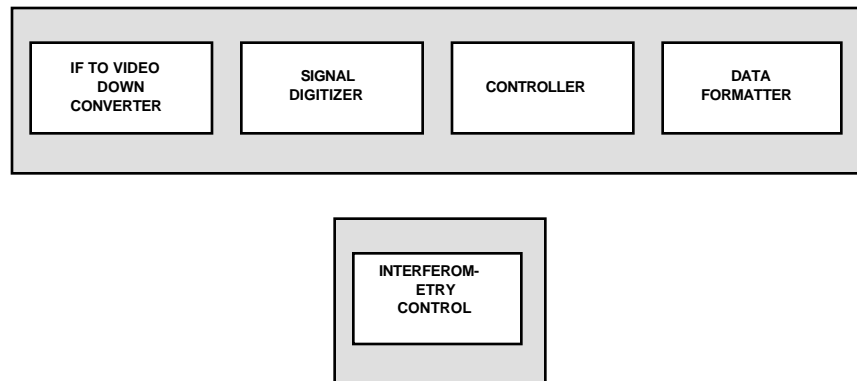 IF TO VIDEO
DOWN
CONVERTER
SIGNAL
DIGITIZER
CONTROLLER
DATA
FORMATTER
INTERFEROM-
ETRY
CONTROL